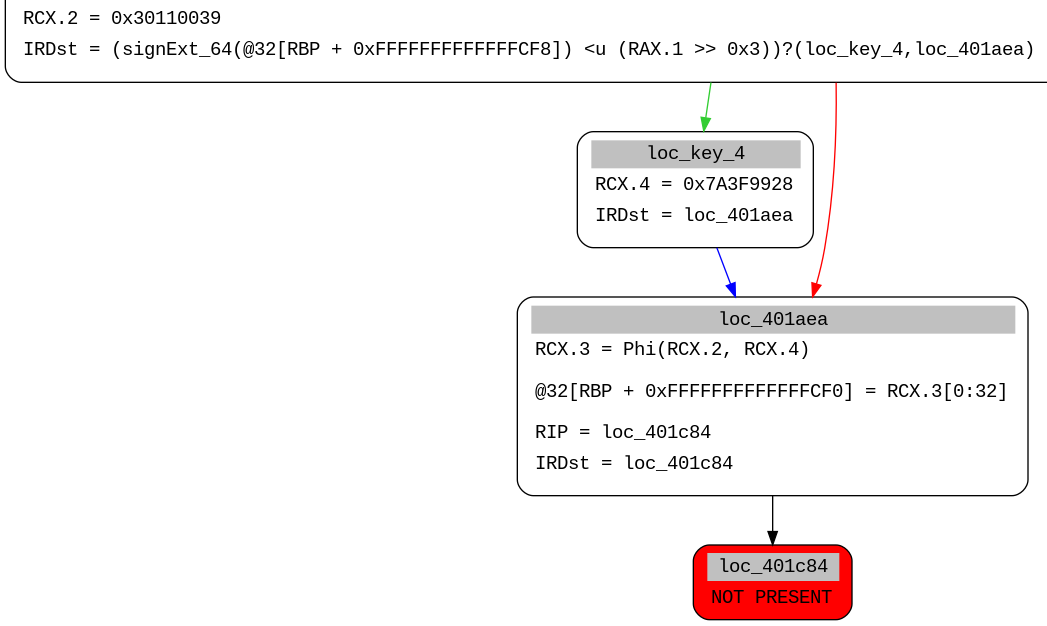 RCX.2 = 0x30110039
IRDst = (signExt_64(@32[RBP + 0xFFFFFFFFFFFFFCF8]) <u (RAX.1 >> 0x3))?(loc_key_4,loc_401aea)
loc_key_4
RCX.4 = 0x7A3F9928
IRDst = loc_401aea
loc_401aea
RCX.3 = Phi(RCX.2, RCX.4)
@32[RBP + 0xFFFFFFFFFFFFFCF0] = RCX.3[0:32]
RIP = loc_401c84
IRDst = loc_401c84
loc_401c84
NOT PRESENT